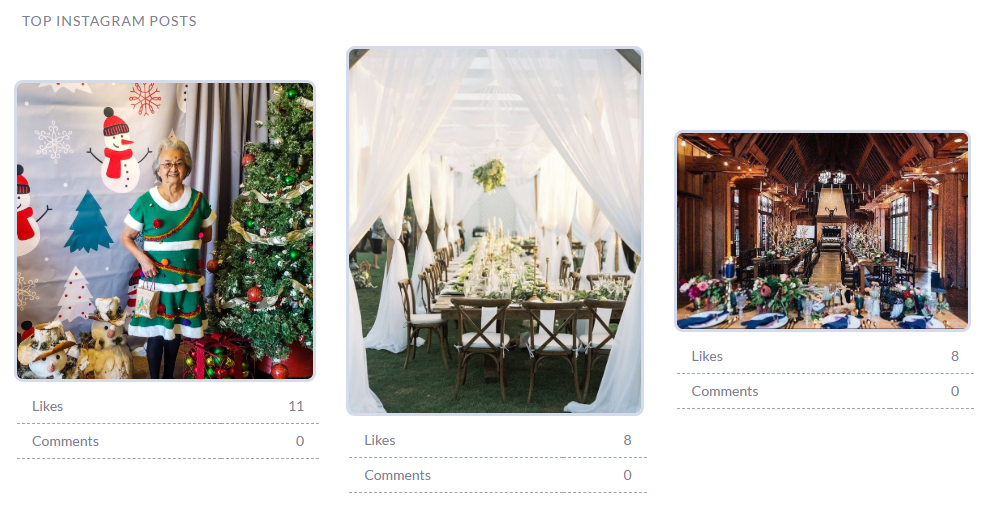 TOP INSTAGRAM POSTS
Likes 11
Comments 0
Likes 8
Comments 0
Likes 8
Comments 0